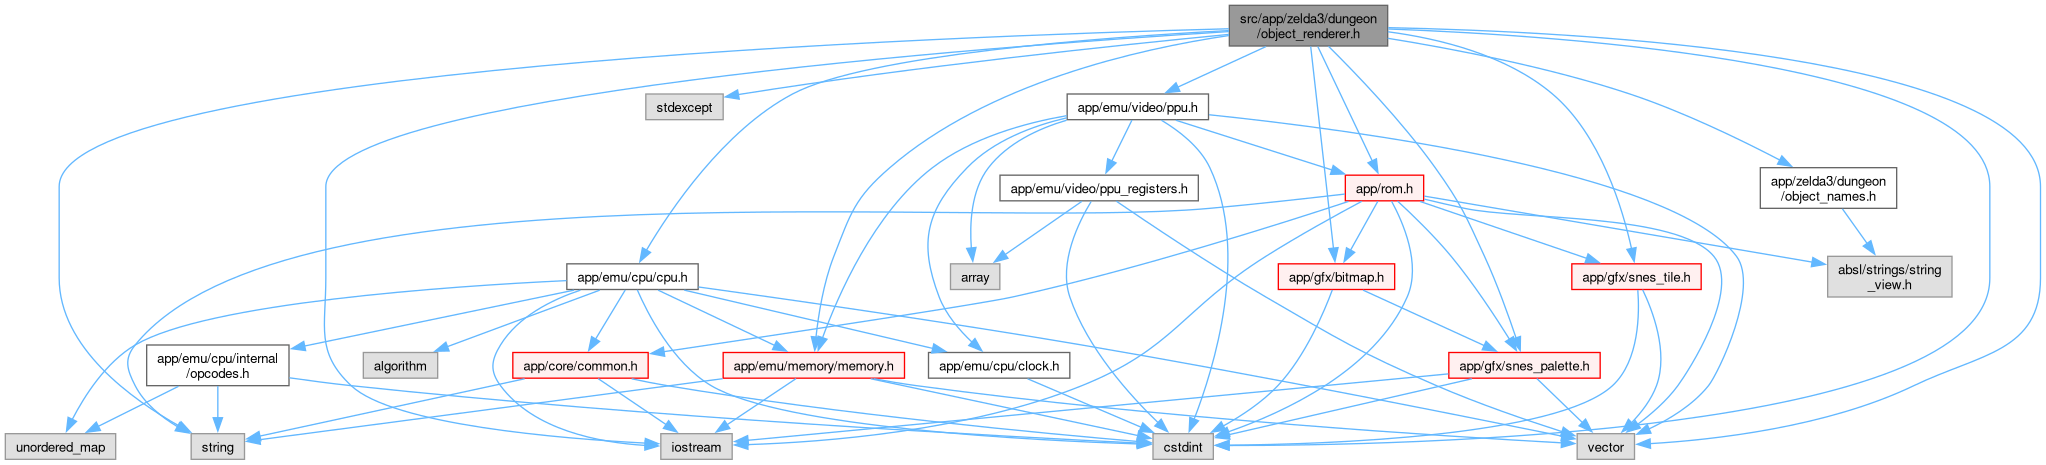 src/app/zelda3/dungeon
/object_renderer.h
stdexcept
app/emu/video/ppu.h
app/emu/video/ppu_registers.h
app/rom.h
app/zelda3/dungeon
/object_names.h
app/emu/cpu/cpu.h
array
app/gfx/bitmap.h
app/gfx/snes_tile.h
absl/strings/string
_view.h
app/emu/cpu/internal
/opcodes.h
algorithm
app/core/common.h
app/emu/memory/memory.h
app/emu/cpu/clock.h
app/gfx/snes_palette.h
unordered_map
string
iostream
cstdint
vector